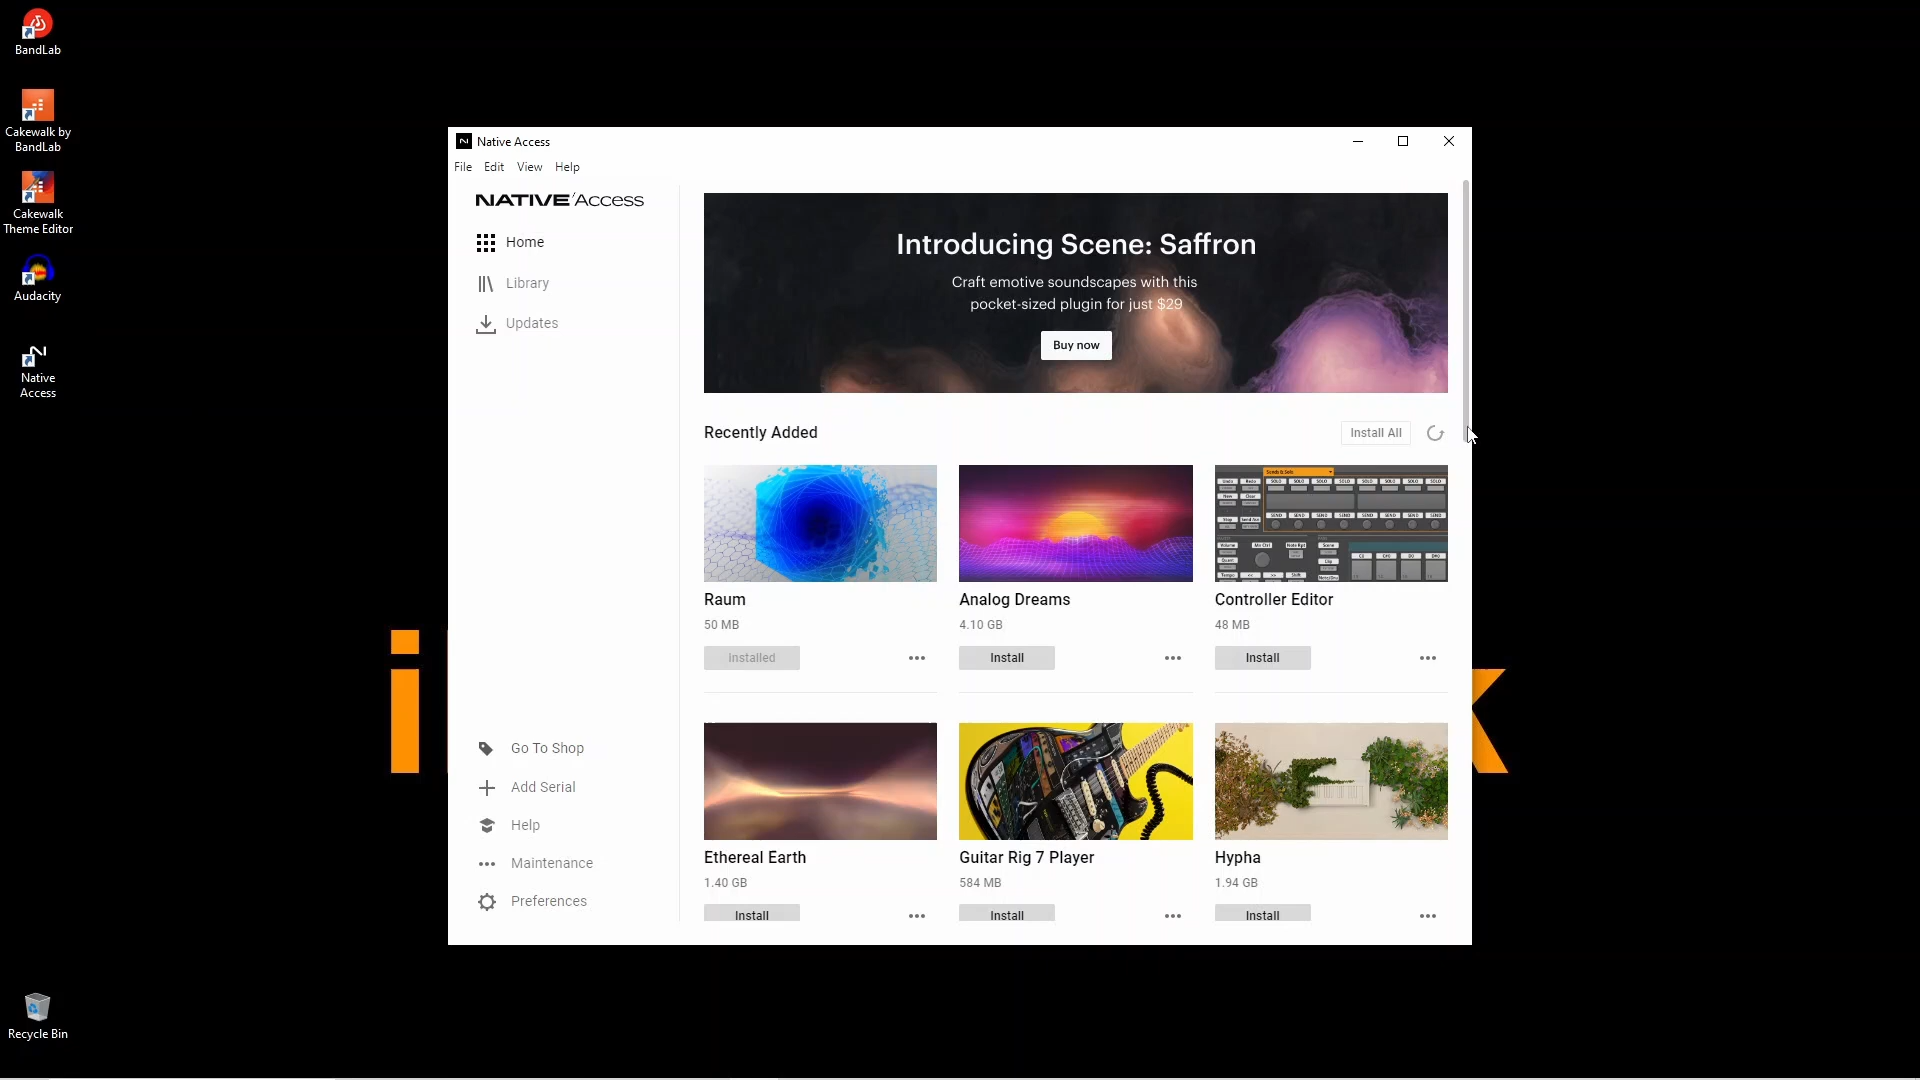 BandLab
Cakewalk by
BandLab
Cakewalk
Theme Editor
Audacity
Native
Access
Recycle Bin
Native Access
File Edit View Help
NATIVE Access
Home
Library
Updates
Go To Shop
Add Serial
Help
Maintenance
Preferences
Introducing Scene: Saffron
Craft emotive soundscapes with this
pocket-sized plugin for just $29
Buy now
Recently Added
Install All
Raum
50 MB
Installed
Analog Dreams
4.10 GB
Install
Controller Editor
48 MB
Install
Ethereal Earth
1.40 GB
Install
Guitar Rig 7 Player
584 MB
Install
Hypha
1.94 GB
Install